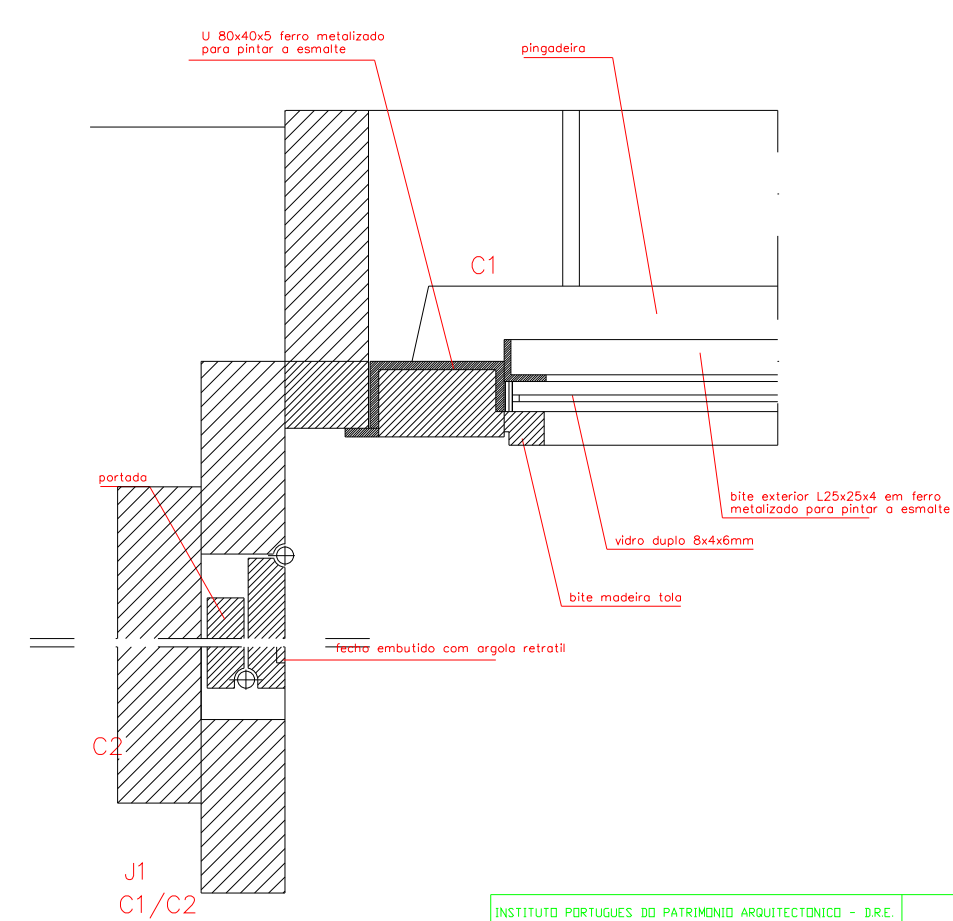 U 80x40x5 ferro metalizado
para pintar a esmalte
pingadeira
C1
portada
bite exterior L25x25x4 em ferro
metalizado para pintar a esmalte
vidro duplo 8x4x6mm
bite madeira tola
fecho embutido com argola retratil
C2
J1
C1/C2
INSTITUTO PORTUGUES DO PATRIMONIO ARQUITECTONICO - D.R.E.